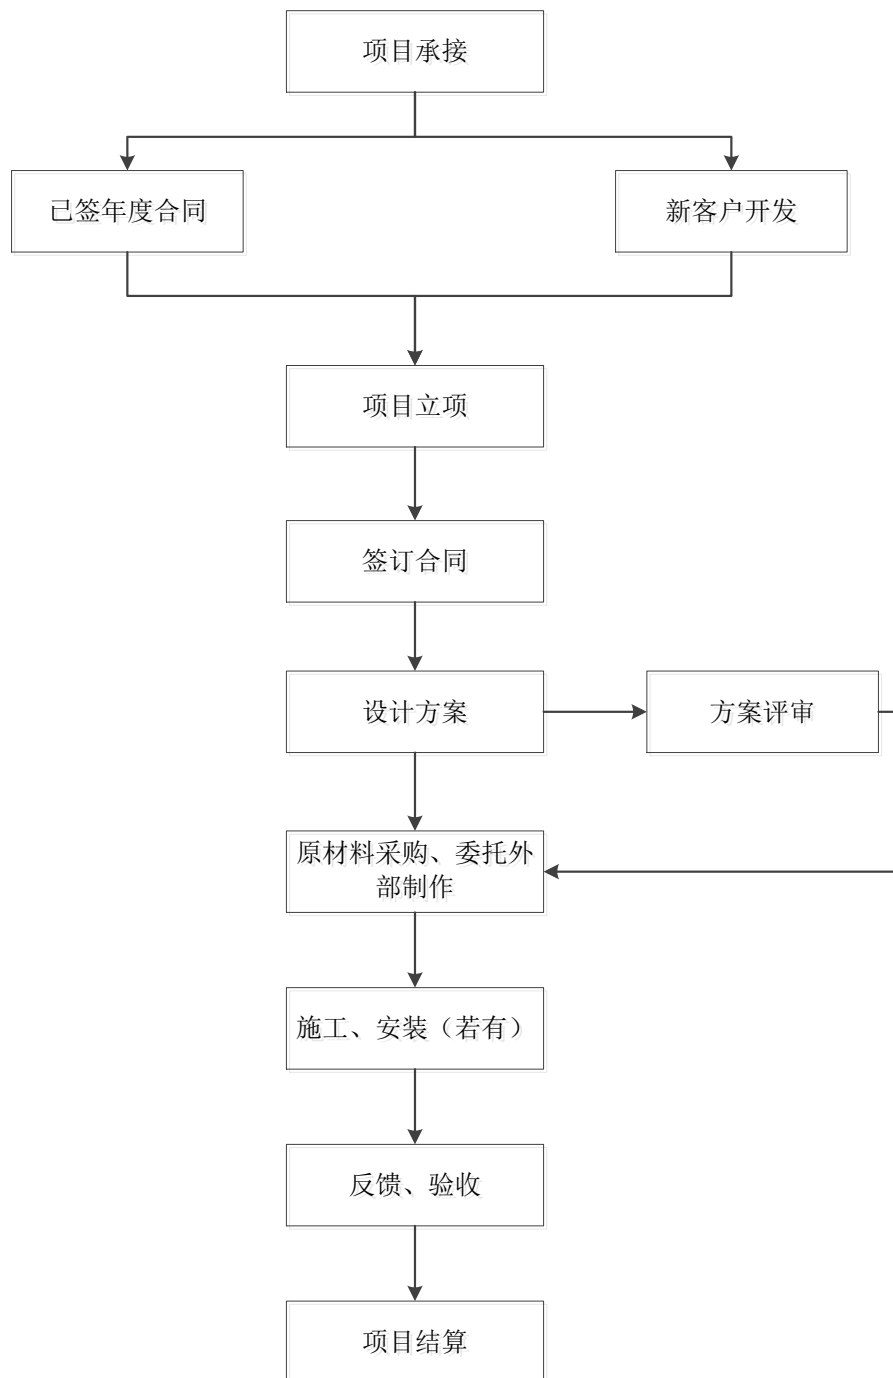 项目承接
已签年度合同
新客户开发
项目立项
签订合同
设计方案
方案评审
原材料采购、委托外
部制作
施工、安装（若有）
反馈、验收
项目结算